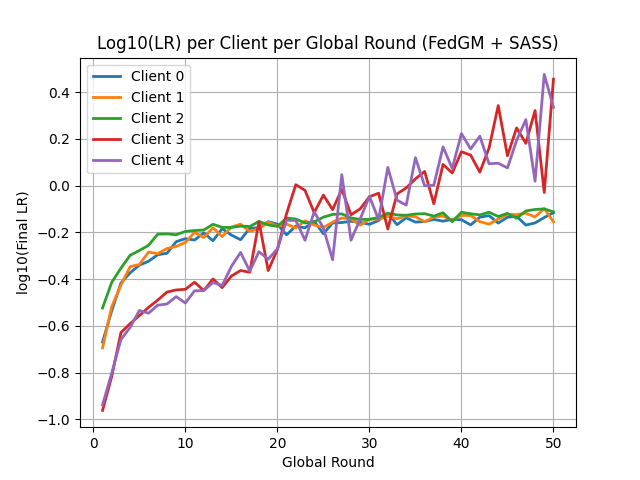 Log10(LR) per Client per Global Round (FedGM + SASS)
Client 0
Client 1
Client 2
Client 3
Client 4
log10(Final LR)
0.4
0.2
0.0
−0.2
−0.4
−0.6
−0.8
−1.0
0 10 20 30 40 50
Global Round